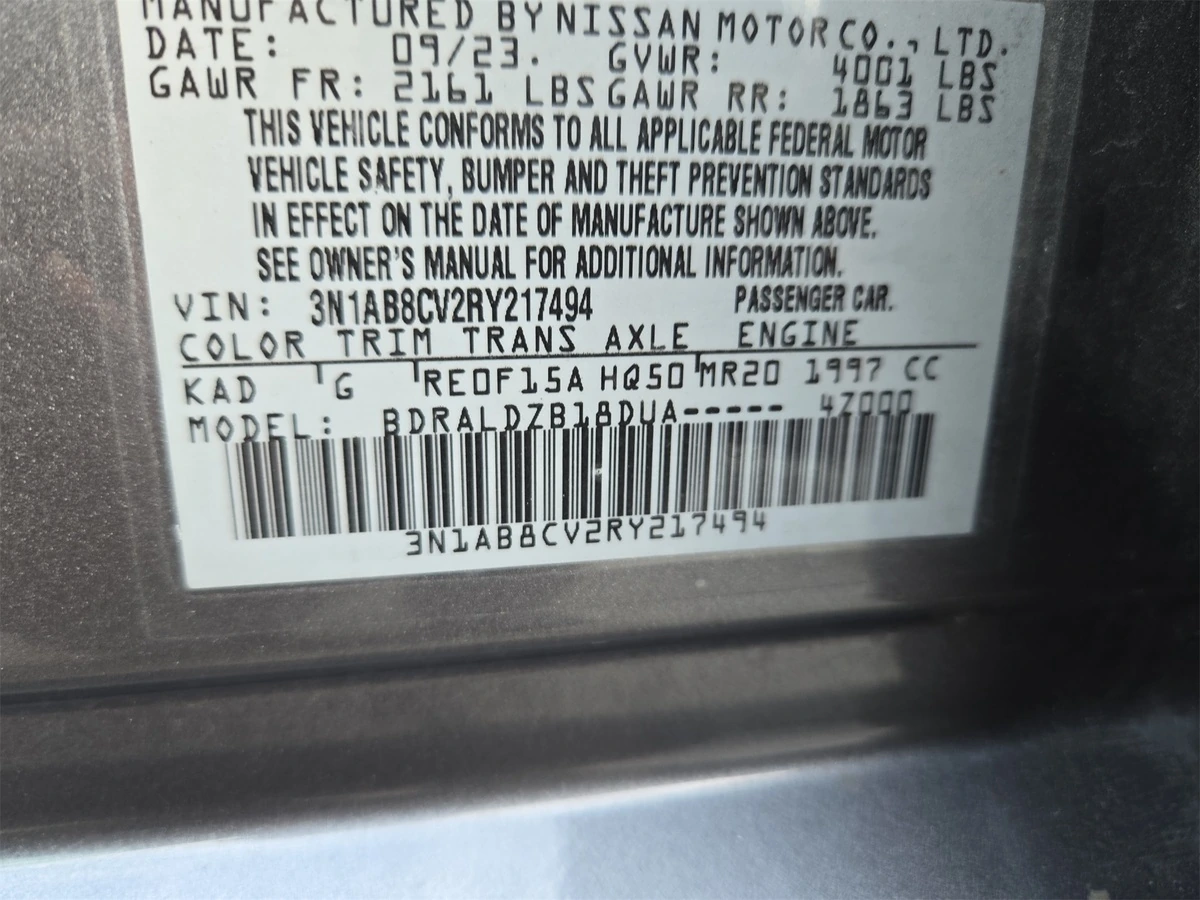 MANUFACTURED BY NISSAN MOTOR CO., LTD.
DATE: 09/23. GVWR: 4001 LBS
GAWR FR: 2161 LBS GAWR RR: 1863 LBS
THIS VEHICLE CONFORMS TO ALL APPLICABLE FEDERAL MOTOR
VEHICLE SAFETY, BUMPER AND THEFT PREVENTION STANDARDS
IN EFFECT ON THE DATE OF MANUFACTURE SHOWN ABOVE.
SEE OWNER'S MANUAL FOR ADDITIONAL INFORMATION.
VIN: 3N1AB8CV2RY217494 PASSENGER CAR.
COLOR TRIM TRANS AXLE ENGINE
KAD G RE0F15A HQ50 MR20 1997 CC
MODEL: BDRALDZB18DUA----- 4Z000
3N1AB8CV2RY217494